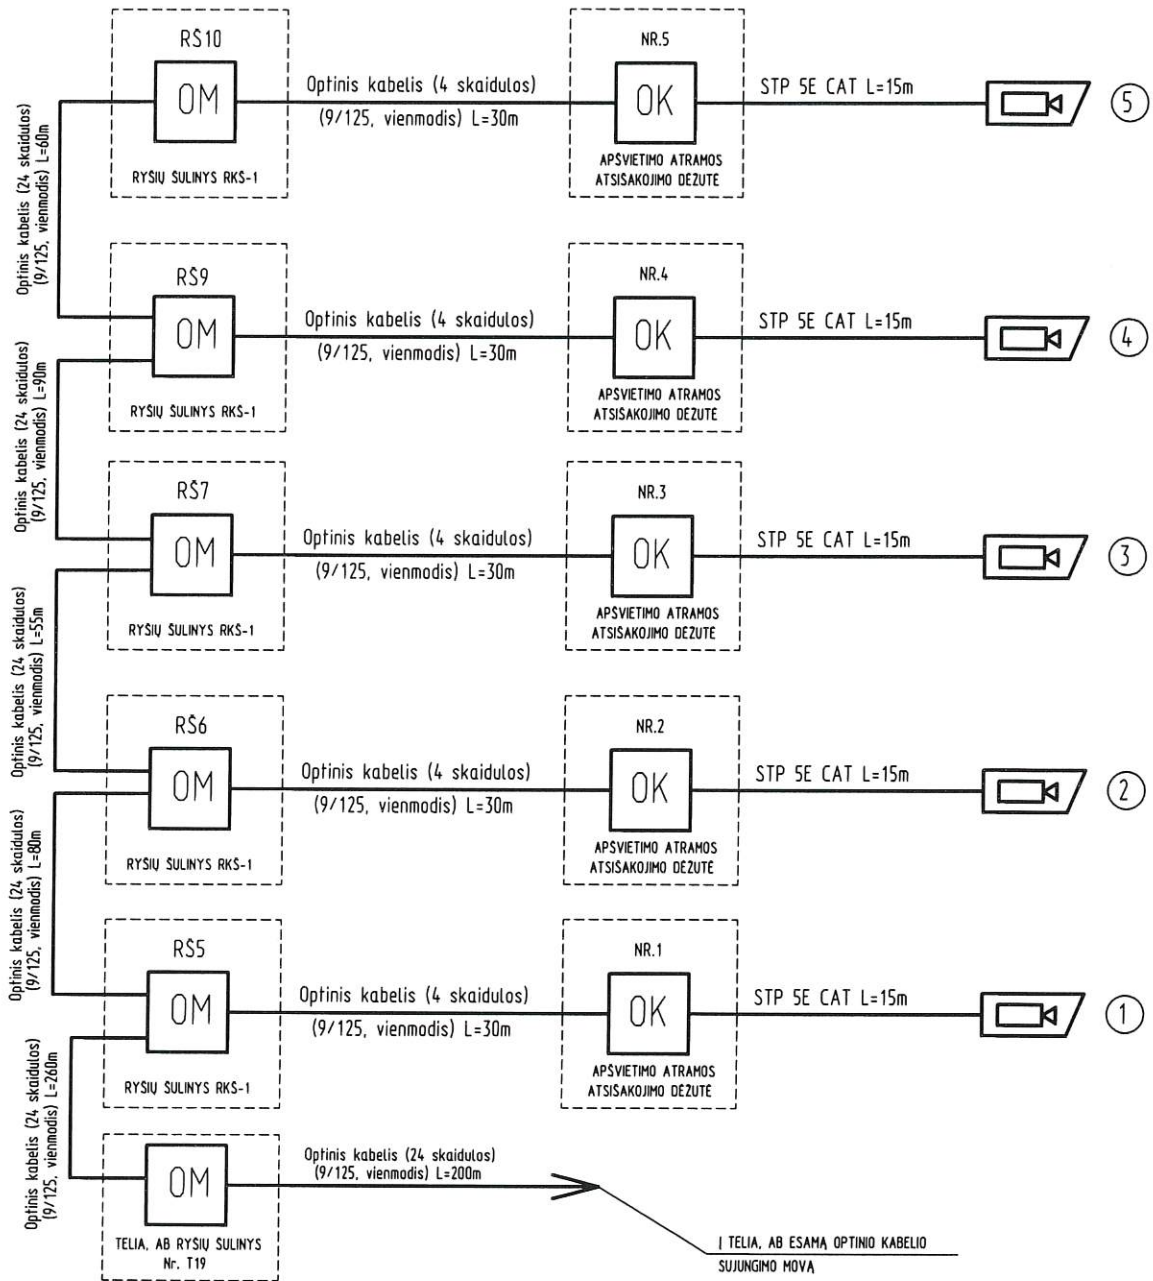 RŠ10
OM
RYŠIŲ ŠULINYS RKŠ-1
Optinis kabelis (4 skaidulos)
(9/125, vienmodis) L=30m
NR.5
OK
APŠVIETIMO ATRAMOS
ATSIŠAKOJIMO DĖŽUTĖ
STP 5E CAT L=15m
5
Optinis kabelis (24 skaidulos)
(9/125, vienmodis) L=60m
RŠ9
OM
RYŠIŲ ŠULINYS RKŠ-1
Optinis kabelis (4 skaidulos)
(9/125, vienmodis) L=30m
NR.4
OK
APŠVIETIMO ATRAMOS
ATSIŠAKOJIMO DĖŽUTĖ
STP 5E CAT L=15m
4
Optinis kabelis (24 skaidulos)
(9/125, vienmodis) L=90m
RŠ7
OM
RYŠIŲ ŠULINYS RKŠ-1
Optinis kabelis (4 skaidulos)
(9/125, vienmodis) L=30m
NR.3
OK
APŠVIETIMO ATRAMOS
ATSIŠAKOJIMO DĖŽUTĖ
STP 5E CAT L=15m
3
Optinis kabelis (24 skaidulos)
(9/125, vienmodis) L=55m
RŠ6
OM
RYŠIŲ ŠULINYS RKŠ-1
Optinis kabelis (4 skaidulos)
(9/125, vienmodis) L=30m
NR.2
OK
APŠVIETIMO ATRAMOS
ATSIŠAKOJIMO DĖŽUTĖ
STP 5E CAT L=15m
2
Optinis kabelis (24 skaidulos)
(9/125, vienmodis) L=80m
RŠ5
OM
RYŠIŲ ŠULINYS RKŠ-1
Optinis kabelis (4 skaidulos)
(9/125, vienmodis) L=30m
NR.1
OK
APŠVIETIMO ATRAMOS
ATSIŠAKOJIMO DĖŽUTĖ
STP 5E CAT L=15m
1
Optinis kabelis (24 skaidulos)
(9/125, vienmodis) L=260m
OM
TELIA, AB RYŠIŲ ŠULINYS
Nr. T19
Optinis kabelis (24 skaidulos)
(9/125, vienmodis) L=200m
Į TELIA, AB ESAMĄ OPTINIO KABELIO
SUJUNGIMO MOVĄ